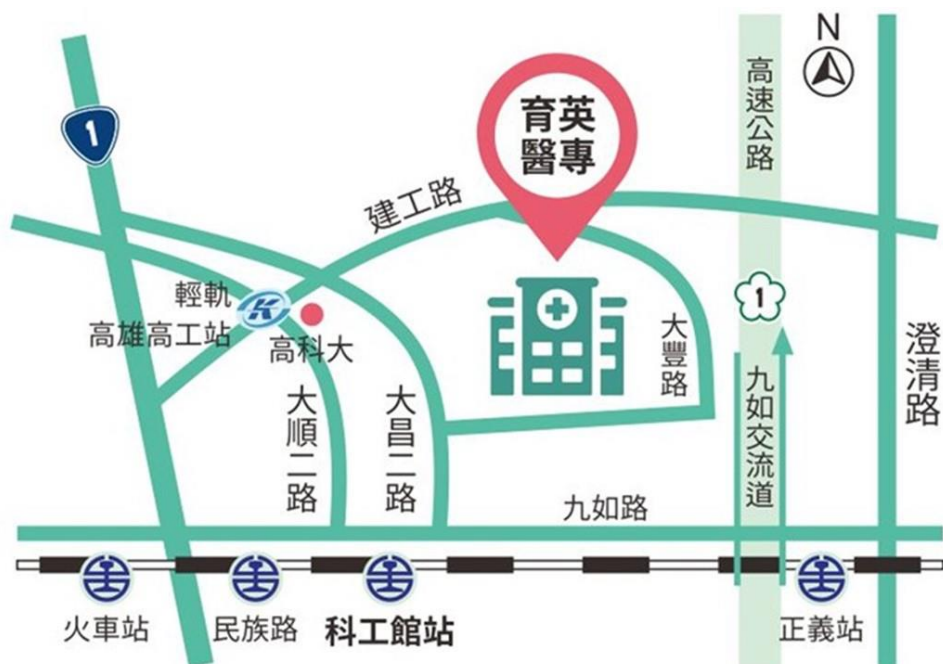 N
1
育英
醫專
高速公路
建工路
輕軌
高雄高工站
K
高科大
1
大豐路
澄清路
大順二路
大昌二路
九如交流道
九如路
火車站
民族路
科工館站
正義站